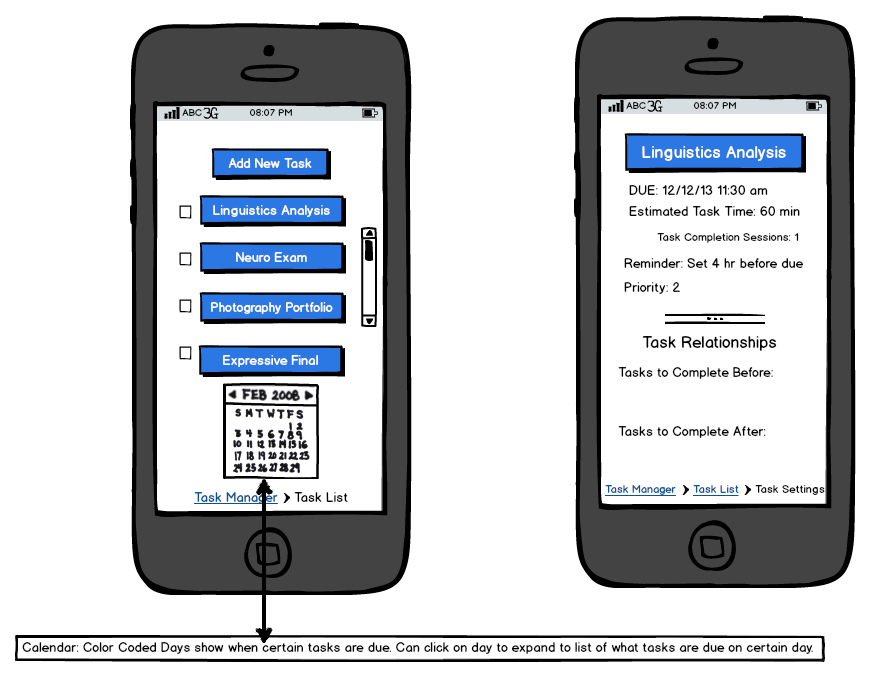 ABC 3G 08:07 PM
Add New Task
Linguistics Analysis
Neuro Exam
Photography Portfolio
Expressive Final
FEB 2008
S M T W T F S
1 2
3 4 5 6 7 8 9
10 11 12 13 14 15 16
17 18 19 20 21 22 23
24 25 26 27 28 29
Task Manager > Task List
ABC 3G 08:07 PM
Linguistics Analysis
DUE: 12/12/13 11:30 am
Estimated Task Time: 60 min
Task Completion Sessions: 1
Reminder: Set 4 hr before due
Priority: 2
Task Relationships
Tasks to Complete Before:
Tasks to Complete After:
Task Manager > Task List > Task Settings
Calendar: Color Coded Days show when certain tasks are due. Can click on day to expand to list of what tasks are due on certain day.